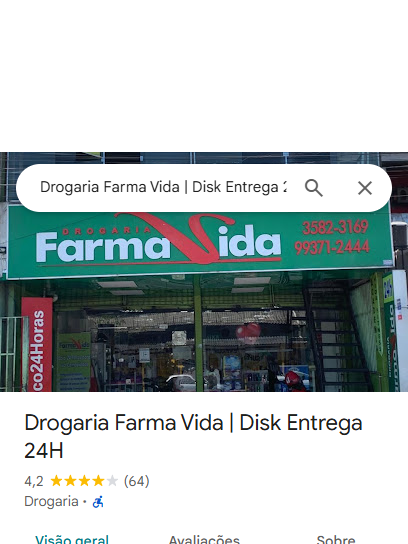 Drogaria Farma Vida | Disk Entrega 2
DROGARIA
Farma Vida
3582-3169
99371-2444
co24Horas
Drogaria Farma Vida | Disk Entrega
24H
4,2 (64)
Drogaria ·
Visão geral Avaliações Sobre